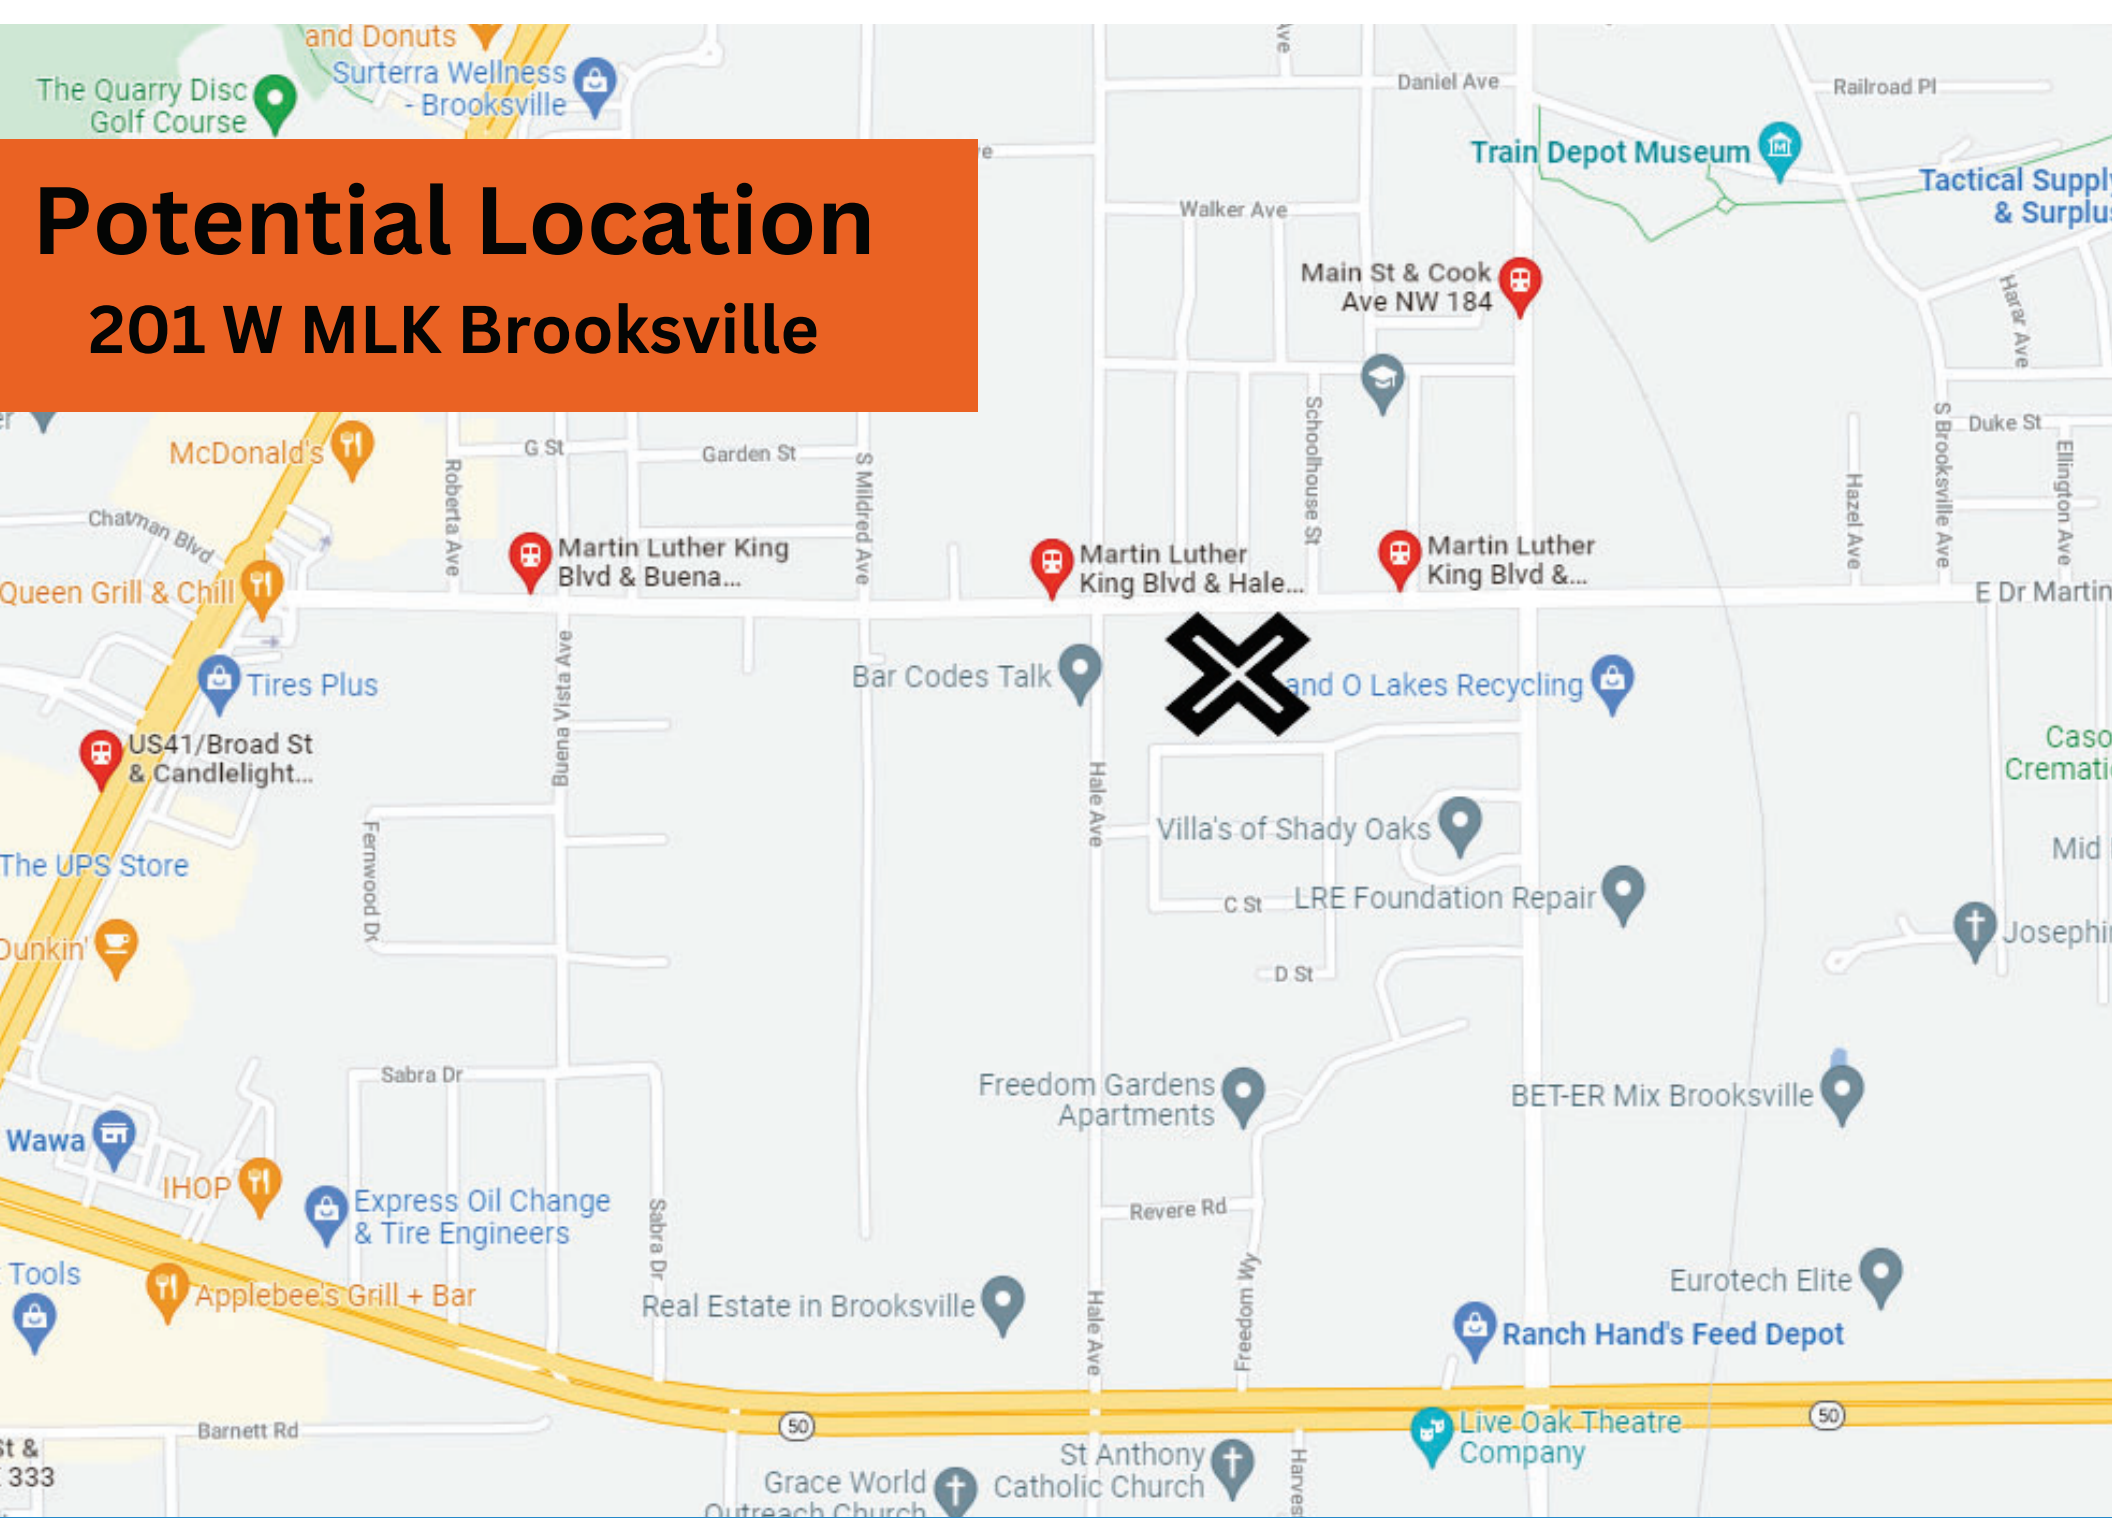 and Donuts
Surterra Wellness
- Brooksville
The Quarry Disc
Golf Course
Ave
Daniel Ave
Railroad Pl
Train Depot Museum
Tactical Supply
& Surplus
Potential Location
201 W MLK Brooksville
Walker Ave
Main St & Cook
Ave NW 184
Harar Ave
McDonald's
G St
Garden St
Roberta Ave
S Mildred Ave
Schoolhouse St
S Brooksville Ave
Duke St
Ellington Ave
Hazel Ave
Chatman Blvd
Queen Grill & Chill
Martin Luther King
Blvd & Buena...
Martin Luther
King Blvd & Hale...
Martin Luther
King Blvd &...
E Dr Martin
Tires Plus
Buena Vista Ave
Bar Codes Talk
and O Lakes Recycling
US41/Broad St
& Candlelight...
Caso
Cremati
Hale Ave
Fernwood Dr
Villa's of Shady Oaks
The UPS Store
Mid
C St
LRE Foundation Repair
Dunkin'
Josephi
D St
Sabra Dr
Freedom Gardens
Apartments
BET-ER Mix Brooksville
Wawa
IHOP
Express Oil Change
& Tire Engineers
Sabra Dr
Revere Rd
Freedom Wy
Tools
Applebee's Grill + Bar
Real Estate in Brooksville
Hale Ave
Eurotech Elite
Ranch Hand's Feed Depot
Barnett Rd
50
50
Live Oak Theatre
Company
St &
333
St Anthony
Catholic Church
Grace World
Outreach Church
Harves